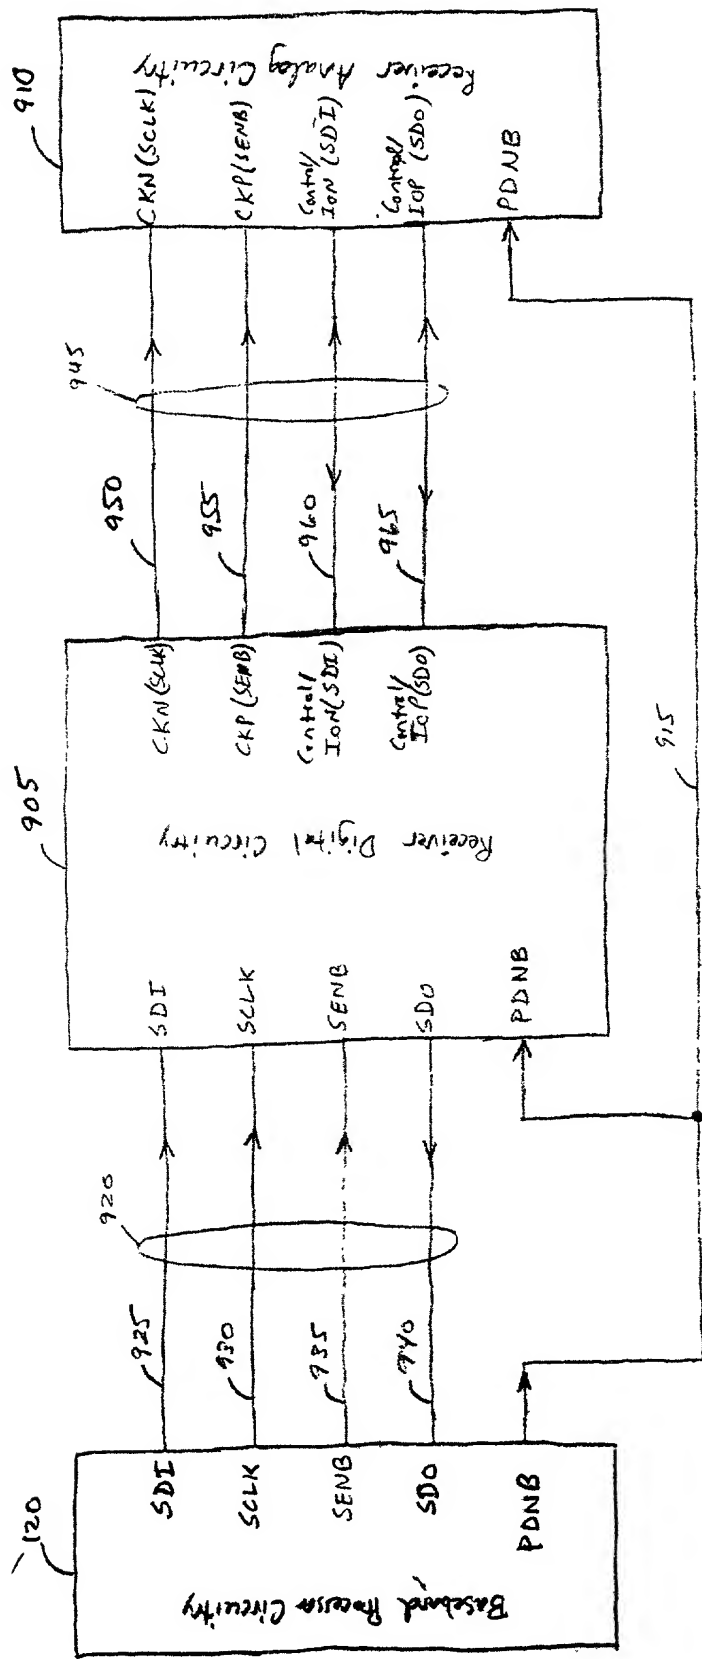 120
Baseband Processor Circuitry
SDI
SCLK
SENB
SDO
PDNB
925
930
935
940
920
905
SDI
SCLK
SENB
SDO
PDNB
Receiver Digital Circuitry
CKN(SCLK)
CKP(SENB)
Control/
ION(SDI)
Control/
IOP(SDO)
950
955
960
965
945
915
910
CKN(SCLK)
CKP(SENB)
Control/
ION(SDI)
Control/
IOP(SDO)
PDNB
Receiver Analog Circuitry